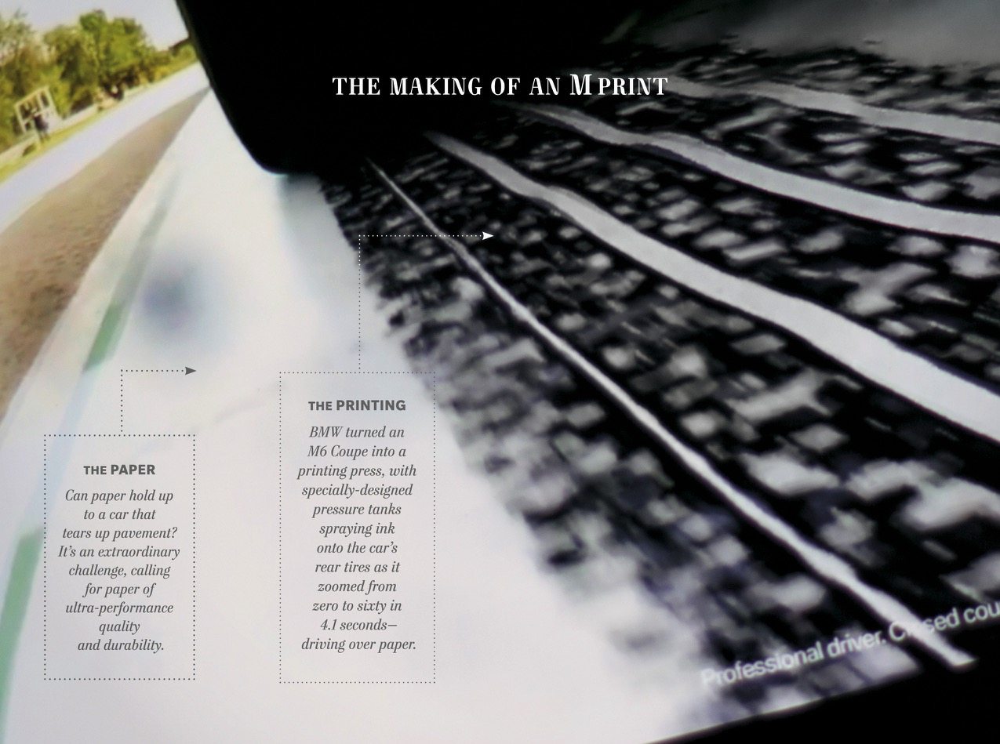 THE MAKING OF AN M PRINT
THE PRINTING
BMW turned an
M6 Coupe into a
printing press, with
specially-designed
pressure tanks
spraying ink
onto the car's
rear tires as it
zoomed from
zero to sixty in
4.1 seconds—
driving over paper.
THE PAPER
Can paper hold up
to a car that
tears up pavement?
It's an extraordinary
challenge, calling
for paper of
ultra-performance
quality
and durability.
Professional driver. Closed cou